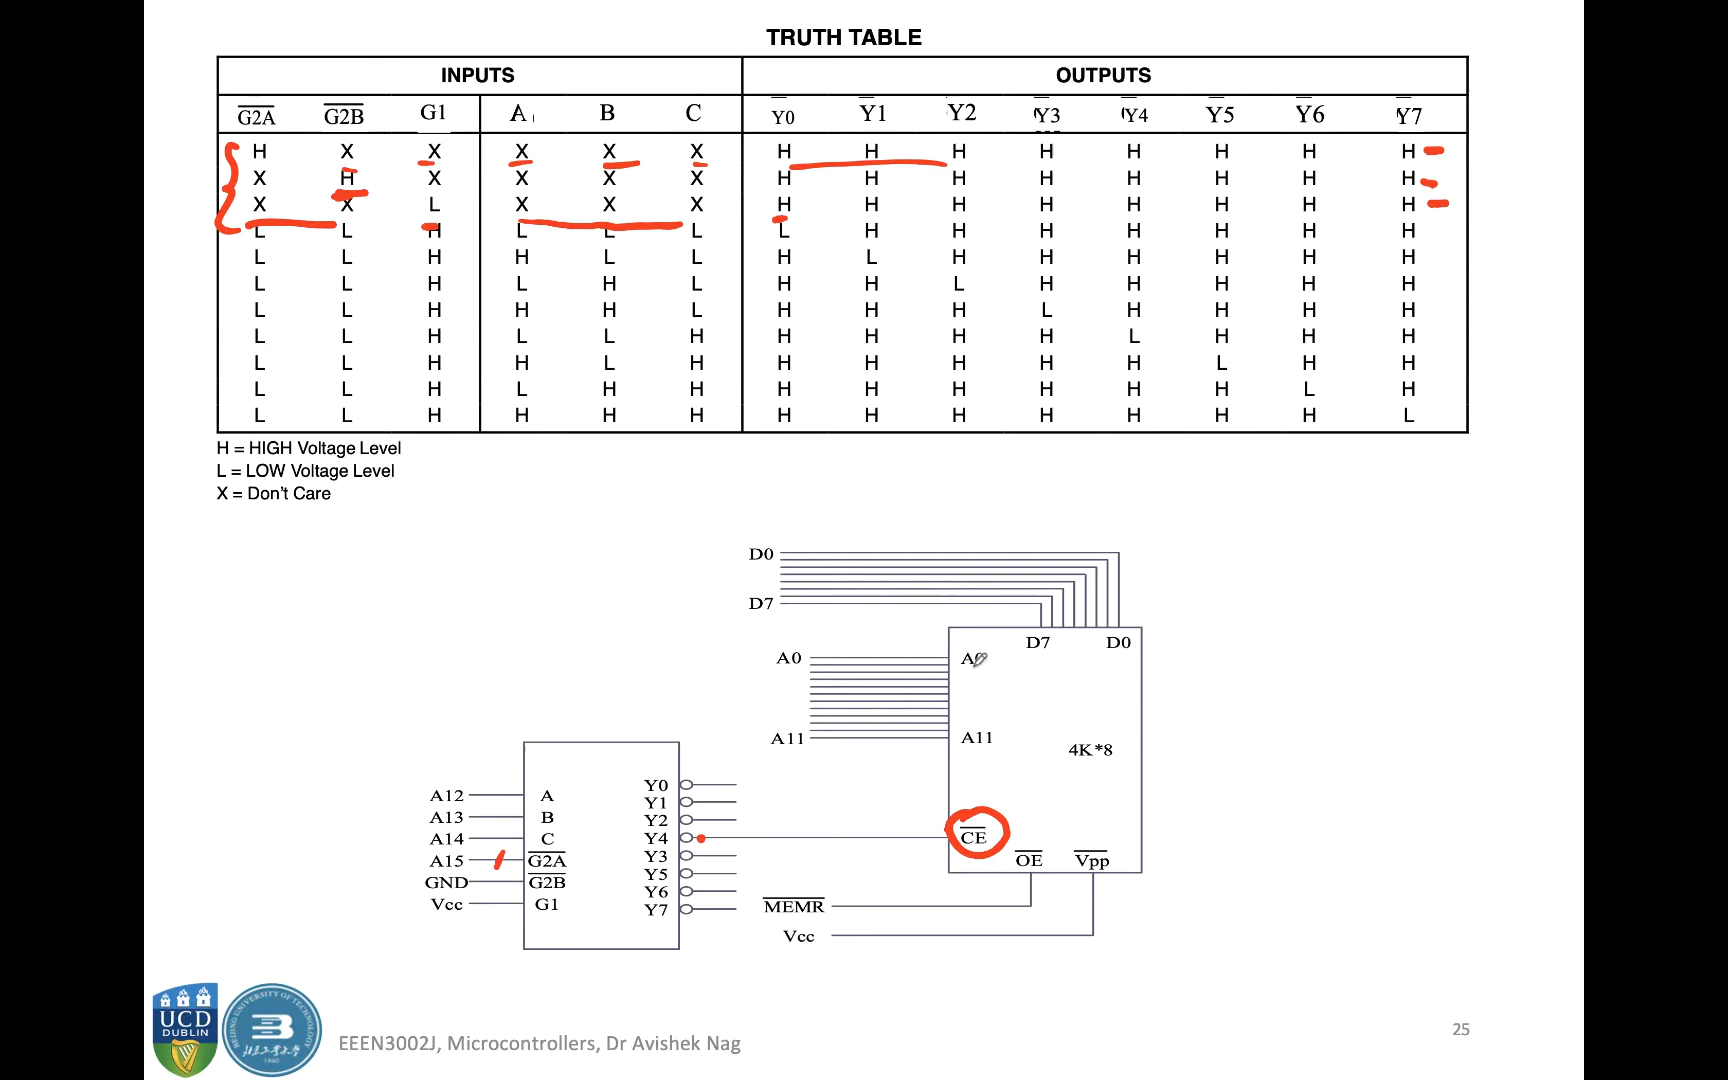 TRUTH TABLE
INPUTS OUTPUTS
G2A G2B G1 A B C Y0 Y1 Y2 Y3 Y4 Y5 Y6 Y7
H X X X X X H H H H H H H H
X H X X X X H H H H H H H H
X X L X X X H H H H H H H H
L L H L L L L H H H H H H H
L L H H L L H L H H H H H H
L L H L H L H H L H H H H H
L L H H H L H H H L H H H H
L L H L L H H H H H L H H H
L L H H L H H H H H H L H H
L L H L H H H H H H H H L H
L L H H H H H H H H H H H L
H = HIGH Voltage Level
L = LOW Voltage Level
X = Don't Care
D0
D7
D7 D0
A0
A11 A11
4K*8
A12 A
A13 B
A14 C
A15 G2A
GND G2B
Vcc G1
Y0
Y1
Y2
Y4
Y3
Y5
Y6
Y7
CE
OE Vpp
MEMR
Vcc
UCD
DUBLIN
1960
EEEN3002J, Microcontrollers, Dr Avishek Nag
25